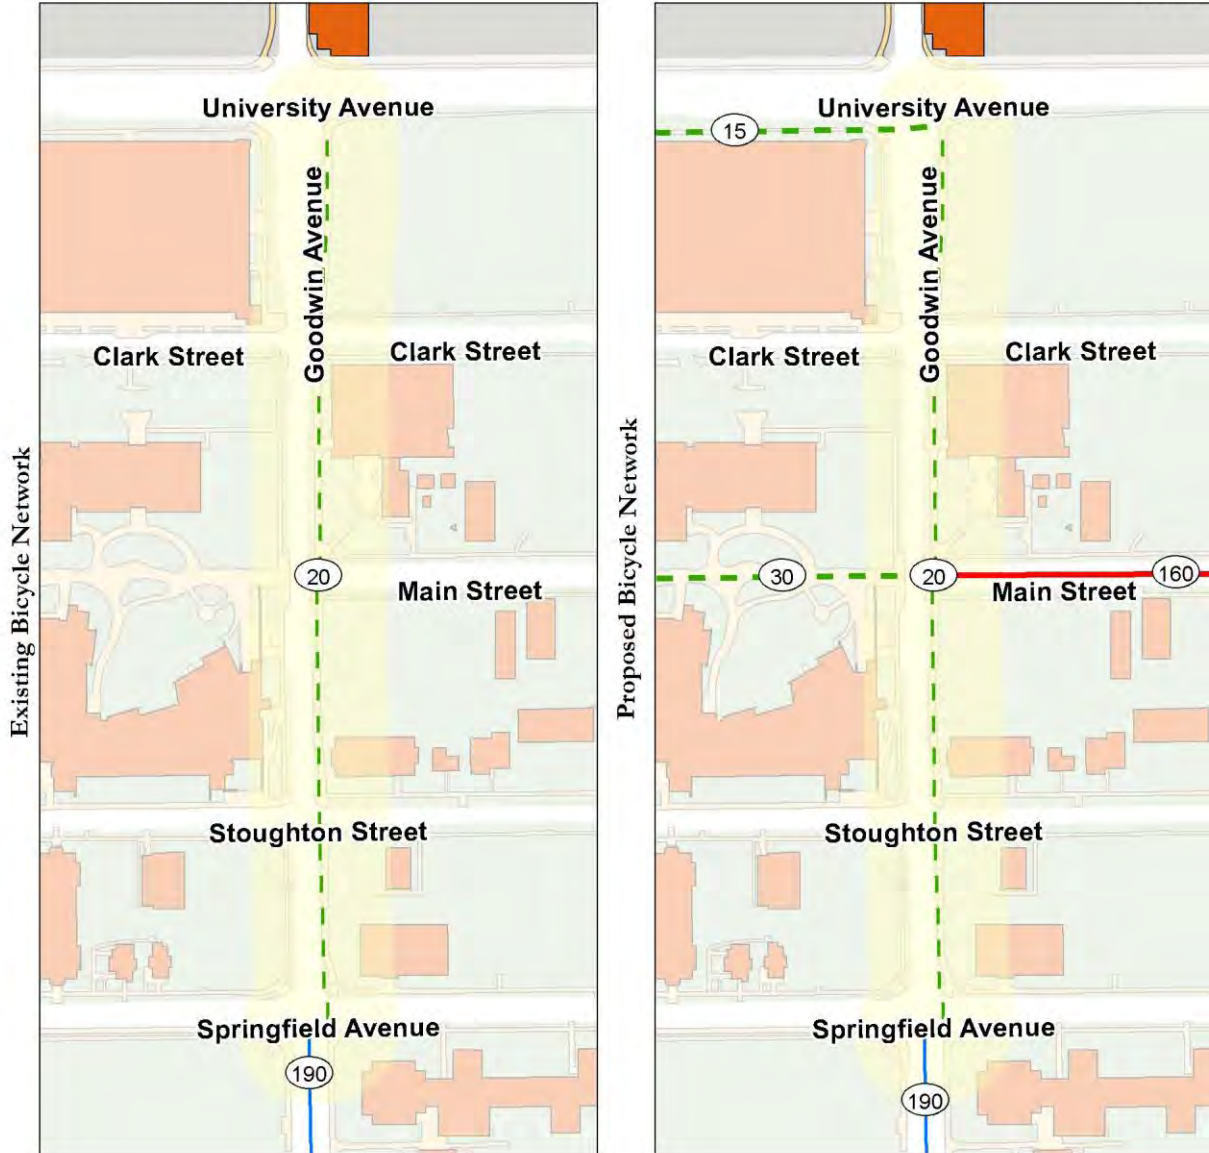 Existing Bicycle Network
University Avenue
Goodwin Avenue
Clark Street
Clark Street
20
Main Street
Stoughton Street
Springfield Avenue
190
Proposed Bicycle Network
University Avenue
15
Goodwin Avenue
Clark Street
Clark Street
30
20
160
Main Street
Stoughton Street
Springfield Avenue
190